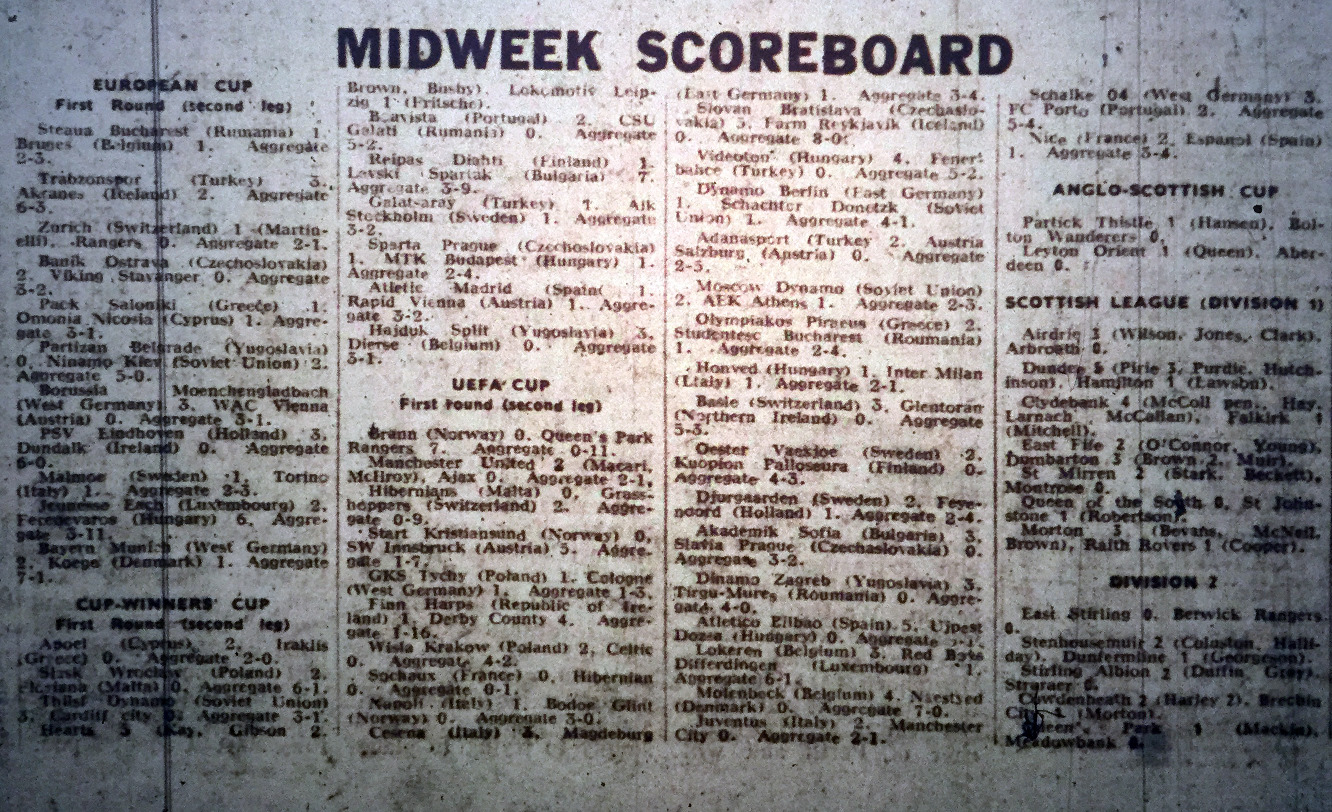 MIDWEEK SCOREBOARD
EUROPEAN CUP
First Round (second leg)
Steaua Bucharest (Rumania) 1.
Bruges (Belgium) 1. Aggregate
2-3.
Trabzonspor (Turkey) 3.
Akranes (Iceland) 2. Aggregate
6-3.
Zurich (Switzerland) 1 (Martin-
elli). Rangers 0. Aggregate 2-1.
Banik Ostrava (Czechoslovakia)
2. Viking Stavanger 0. Aggregate
3-2.
Paok Saloniki (Greece) 1.
Omonia Nicosia (Cyprus) 1. Aggre-
gate 3-1.
Partizan Belgrade (Yugoslavia)
0. Ninamo Kiev (Soviet Union) 2.
Aggregate 5-0.
Borussia Moenchengladbach
(West Germany) 3. WAC Vienna
(Austria) 0. Aggregate 3-1.
PSV Eindhoven (Holland) 3.
Dundalk (Ireland) 0. Aggregate
6-0.
Malmoe (Sweden) 1. Torino
(Italy) 1. Aggregate 2-3.
Jeunesse Esch (Luxembourg) 2.
Ferencvaros (Hungary) 6. Aggre-
gate 3-11.
Bayern Munich (West Germany)
2. Koege (Denmark) 1. Aggregate
7-1.
CUP-WINNERS' CUP
First Round (second leg)
Apoel (Cyprus), 2, Iraklis
(Greece) 0. Aggregate 2-0.
Slask Wroclaw (Poland) 2.
(Malta) 0. Aggregate 6-1.
Dynamo (Soviet Union)
3. Cardiff city 0. Aggregate 3-1.
Hearts 5 (Kay, Gibson 2.
Brown, Busby). Lokomotiv Leip-
zig 1 (Fritsche).
Boavista (Portugal) 2. CSU
Galati (Rumania) 0. Aggregate
5-2.
Reipas Diahti (Finland) 1.
Levski Spartak (Bulgaria) 7.
Aggregate 3-9.
Galatasaray (Turkey) 1. Aik
Stockholm (Sweden) 1. Aggregate
3-2.
Sparta Prague (Czechoslovakia)
1. MTK Budapest (Hungary) 1.
Aggregate 2-4.
Atletic Madrid (Spain( 1.
Rapid Vienna (Austria) 1. Aggre-
gate 3-2.
Hajduk Split (Yugoslavia) 3.
Dierse (Belgium) 0. Aggregate
3-1.
UEFA CUP
First round (second leg)
Brann (Norway) 0. Queen's Park
Rangers 7. Aggregate 0-11.
Manchester United 2 (Macari,
McIlroy), Ajax 0. Aggregate 2-1.
Hibernians (Malta) 0, Grass-
hoppers (Switzerland) 2. Aggre-
gate 0-9.
Start Kristiansund (Norway) 0,
SW Innsbruck (Austria) 5. Aggre-
gate 1-7.
GKS Tychy (Poland) 1. Cologne
(West Germany) 1. Aggregate 1-3.
Finn Harps (Republic of Ire-
land) 1, Derby County 4. Aggre-
gate 1-16.
Wisla Krakow (Poland) 2, Celtic
0. Aggregate 4-2.
Sochaux (France) 0. Hibernian
0. Aggregate 0-1.
Napoli (Italy) 1. Bodoe Glint
(Norway) 0. Aggregate 3-0.
Cesena (Italy) 3. Magdeburg
(East Germany) 1. Aggregate 3-4.
Slovan Bratislava (Czechoslo-
vakia) 5. Farm Reykjavik (Iceland)
0. Aggregate 8-0.
Videoton (Hungary) 4. Fener-
bahce (Turkey) 0. Aggregate 5-2.
Dynamo Berlin (East Germany)
1. Schachter Donetzk (Soviet
Union) 1. Aggregate 4-1.
Adanasport (Turkey 2. Austria
Salzburg (Austria) 0. Aggregate
2-5.
Moscow Dynamo (Soviet Union)
2. AEK Athens 1. Aggregate 2-3.
Olympiakos Piraeus (Greece) 2.
Studentesc Bucharest (Roumania)
1. Aggregate 2-4.
Honved (Hungary) 1. Inter Milan
(Italy) 1. Aggregate 2-1.
Basle (Switzerland) 3. Glentoran
(Northern Ireland) 0. Aggregate
5-3.
Oester Vaekjoe (Sweden) 2.
Kuopion Palloseura (Finland) 0.
Aggregate 4-3.
Djurgaarden (Sweden) 2. Feye-
noord (Holland) 1. Aggregate 2-4.
Akademik Sofia (Bulgaria) 3.
Slafia Prague (Czechaslovakia) 0.
Aggregate 3-2.
Dinamo Zagreb (Yugoslavia) 3.
Tirgu-Mures (Roumania) 0. Aggre-
gate 4-0.
Atletico Bilbao (Spain) 5. Ujpest
Dozsa (Hungary) 0. Aggregate
Lokeren (Belgium) 3. Red Boys
Differdingen (Luxembourg) 1.
Aggregate 6-1.
Molenbeck (Belgium) 4. Naestved
(Denmark) 0. Aggregate 7-0.
Juventus (Italy) 2, Manchester
City 0. Aggregate 2-1.
Schalke 04 (West Germany) 3.
FC Porto (Portugal) 2. Aggregate
5-4.
Nice (France) 2, Espanol (Spain)
1. Aggregate 3-4.
ANGLO-SCOTTISH CUP
Partick Thistle 1 (Hansen). Bol-
ton Wanderers 0.
Leyton Orient 1 (Queen). Aber-
deen 0.
SCOTTISH LEAGUE (DIVISION 1)
Airdrie 3 (Wilson, Jones, Clark).
Arbroath 0.
Dundee 5 (Pirie 3, Purdie, Hutch-
inson), Hamilton 1 (Lawson).
Clydebank 4 (McColl pen., Hay,
Larnach McCallan), Falkirk 1
(Mitchell).
East Fife 2 (O'Connor, Young),
Dumbarton 3 (Brown 2, Muir).
St Mirren 2 (Stark, Beckett),
Montrose 0.
Queen of the South 0, St John-
stone 1 (Robertson).
Morton 3 (Bevans, McNeil,
Brown), Raith Rovers 1 (Cooper).
DIVISION 2
East Stirling 0. Berwick Rangers
0.
Stenhousemuir 2 (Colqston, Halli-
day), Dunfermline 1 (Georgeson).
Stirling Albion 2 (Duffin, Gray),
Stranraer 0.
Cowdenbeath 2 (Harley 2). Brechin
City (Morton).
Queen's Park 1 (Mackin),
Meadowbank 0.